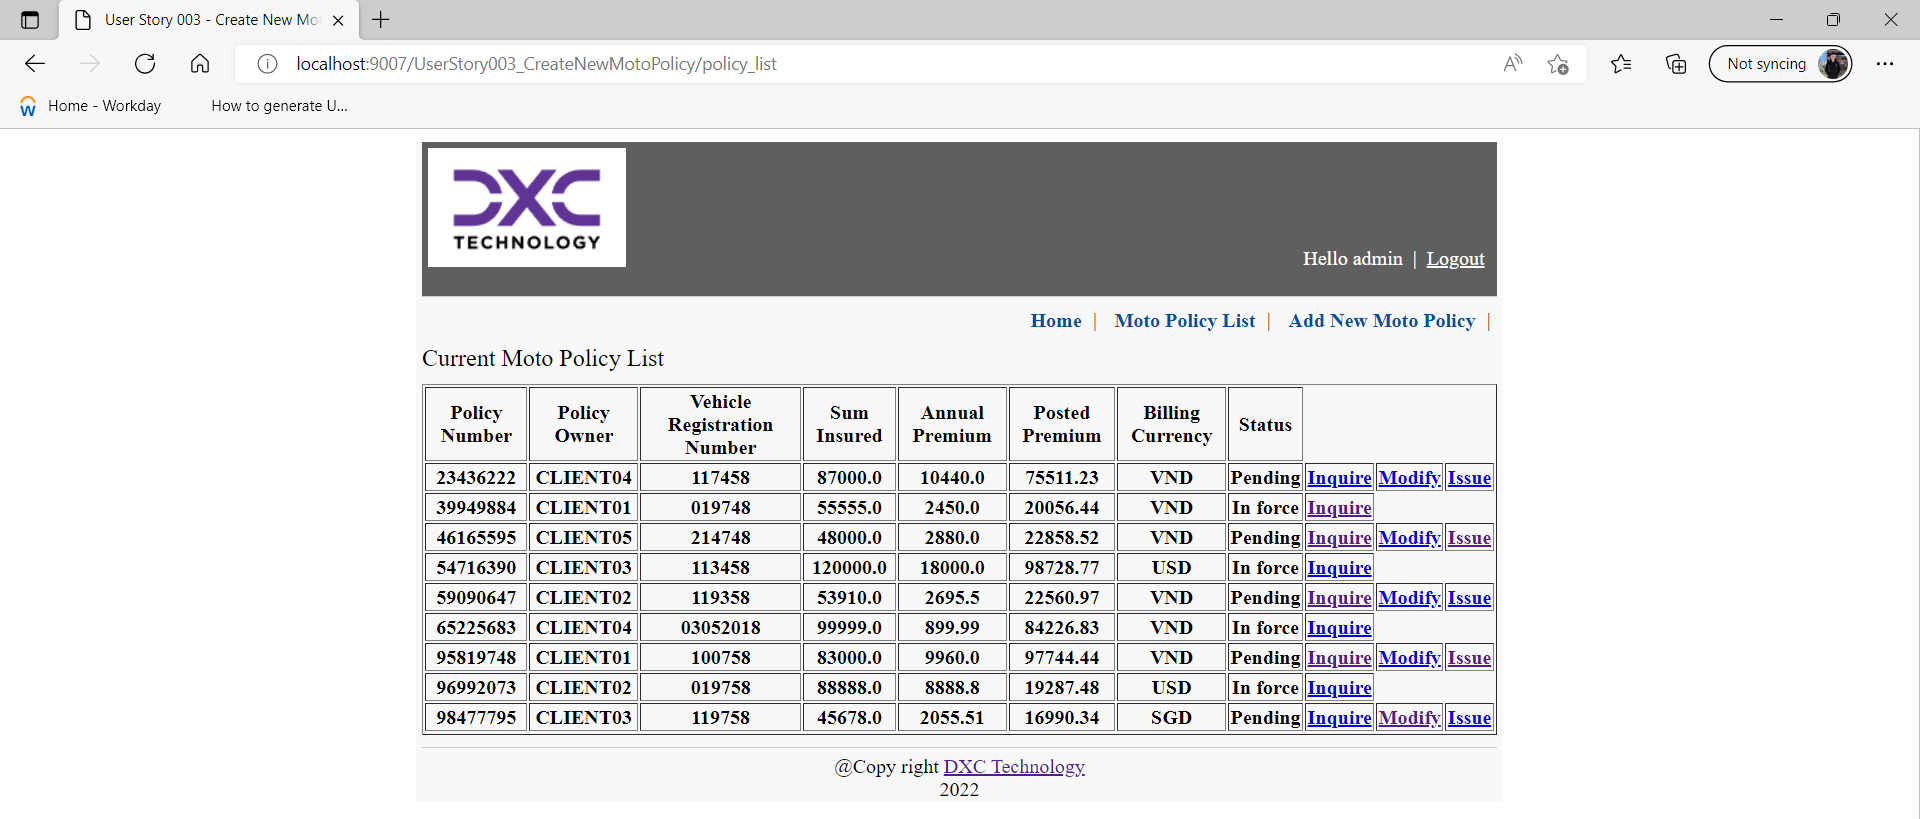 User Story 003 - Create New Mo
localhost:9007/UserStory003_CreateNewMotoPolicy/policy_list
Not syncing
Home - Workday How to generate U...
DXC
TECHNOLOGY
Hello admin | Logout
Home | Moto Policy List | Add New Moto Policy |
Current Moto Policy List
Policy Number Policy Owner Vehicle Registration Number Sum Insured Annual Premium Posted Premium Billing Currency Status
23436222 CLIENT04 117458 87000.0 10440.0 75511.23 VND Pending Inquire Modify Issue
39949884 CLIENT01 019748 55555.0 2450.0 20056.44 VND In force Inquire
46165595 CLIENT05 214748 48000.0 2880.0 22858.52 VND Pending Inquire Modify Issue
54716390 CLIENT03 113458 120000.0 18000.0 98728.77 USD In force Inquire
59090647 CLIENT02 119358 53910.0 2695.5 22560.97 VND Pending Inquire Modify Issue
65225683 CLIENT04 03052018 99999.0 899.99 84226.83 VND In force Inquire
95819748 CLIENT01 100758 83000.0 9960.0 97744.44 VND Pending Inquire Modify Issue
96992073 CLIENT02 019758 88888.0 8888.8 19287.48 USD In force Inquire
98477795 CLIENT03 119758 45678.0 2055.51 16990.34 SGD Pending Inquire Modify Issue
@Copy right DXC Technology
2022